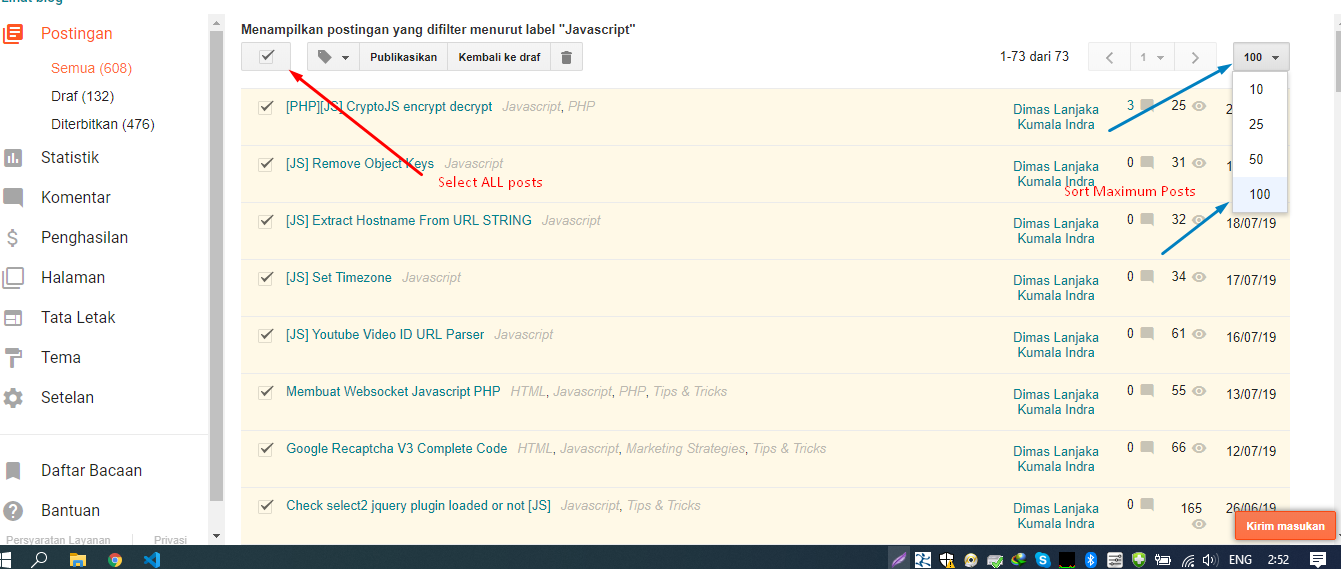 Lihat blog
Postingan
Semua (608)
Draf (132)
Diterbitkan (476)
Statistik
Komentar
Penghasilan
Halaman
Tata Letak
Tema
Setelan
Daftar Bacaan
Bantuan
Persyaratan Layanan
Privasi
Menampilkan postingan yang difilter menurut label "Javascript"
Publikasikan
Kembali ke draf
1-73 dari 73
1
100
10
25
50
100
Select ALL posts
Sort Maximum Posts
[PHP][JS] CryptoJS encrypt decrypt Javascript, PHP
Dimas Lanjaka
Kumala Indra
3
25
[JS] Remove Object Keys Javascript
Dimas Lanjaka
Kumala Indra
0
31
[JS] Extract Hostname From URL STRING Javascript
Dimas Lanjaka
Kumala Indra
0
32
18/07/19
[JS] Set Timezone Javascript
Dimas Lanjaka
Kumala Indra
0
34
17/07/19
[JS] Youtube Video ID URL Parser Javascript
Dimas Lanjaka
Kumala Indra
0
61
16/07/19
Membuat Websocket Javascript PHP HTML, Javascript, PHP, Tips & Tricks
Dimas Lanjaka
Kumala Indra
0
55
13/07/19
Google Recaptcha V3 Complete Code HTML, Javascript, Marketing Strategies, Tips & Tricks
Dimas Lanjaka
Kumala Indra
0
66
12/07/19
Check select2 jquery plugin loaded or not [JS] Javascript, Tips & Tricks
Dimas Lanjaka
Kumala Indra
0
165
26/06/19
Kirim masukan
ENG
2:52